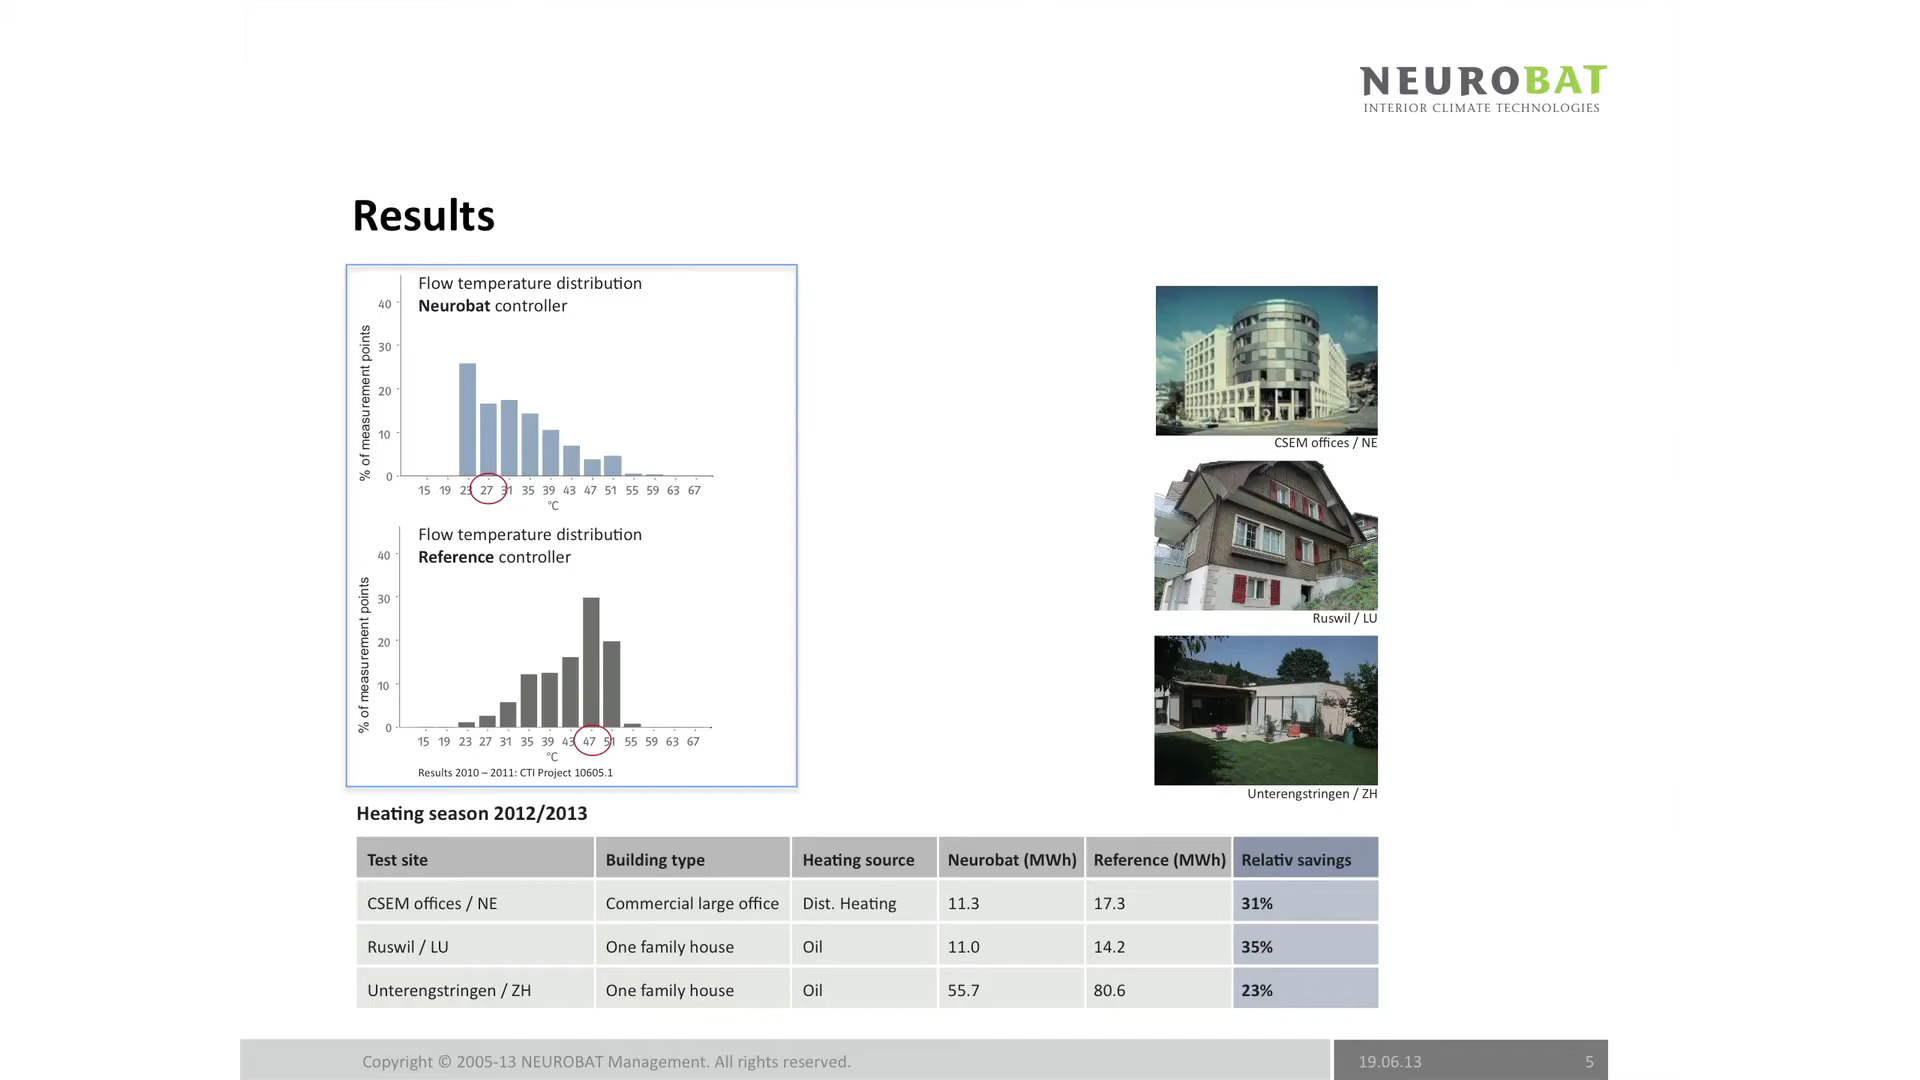 NEUROBAT
INTERIOR CLIMATE TECHNOLOGIES
Results
Flow temperature distribution
Neurobat controller
% of measurement points
40
30
20
10
0
15 19 23 27 31 35 39 43 47 51 55 59 63 67
°C
Flow temperature distribution
Reference controller
% of measurement points
40
30
20
10
0
15 19 23 27 31 35 39 43 47 51 55 59 63 67
°C
Results 2010 – 2011: CTI Project 10605.1
CSEM offices / NE
Ruswil / LU
Unterengstringen / ZH
Heating season 2012/2013
Test site Building type Heating source Neurobat (MWh) Reference (MWh) Relativ savings
CSEM offices / NE Commercial large office Dist. Heating 11.3 17.3 31%
Ruswil / LU One family house Oil 11.0 14.2 35%
Unterengstringen / ZH One family house Oil 55.7 80.6 23%
Copyright © 2005-13 NEUROBAT Management. All rights reserved. 19.06.13 5